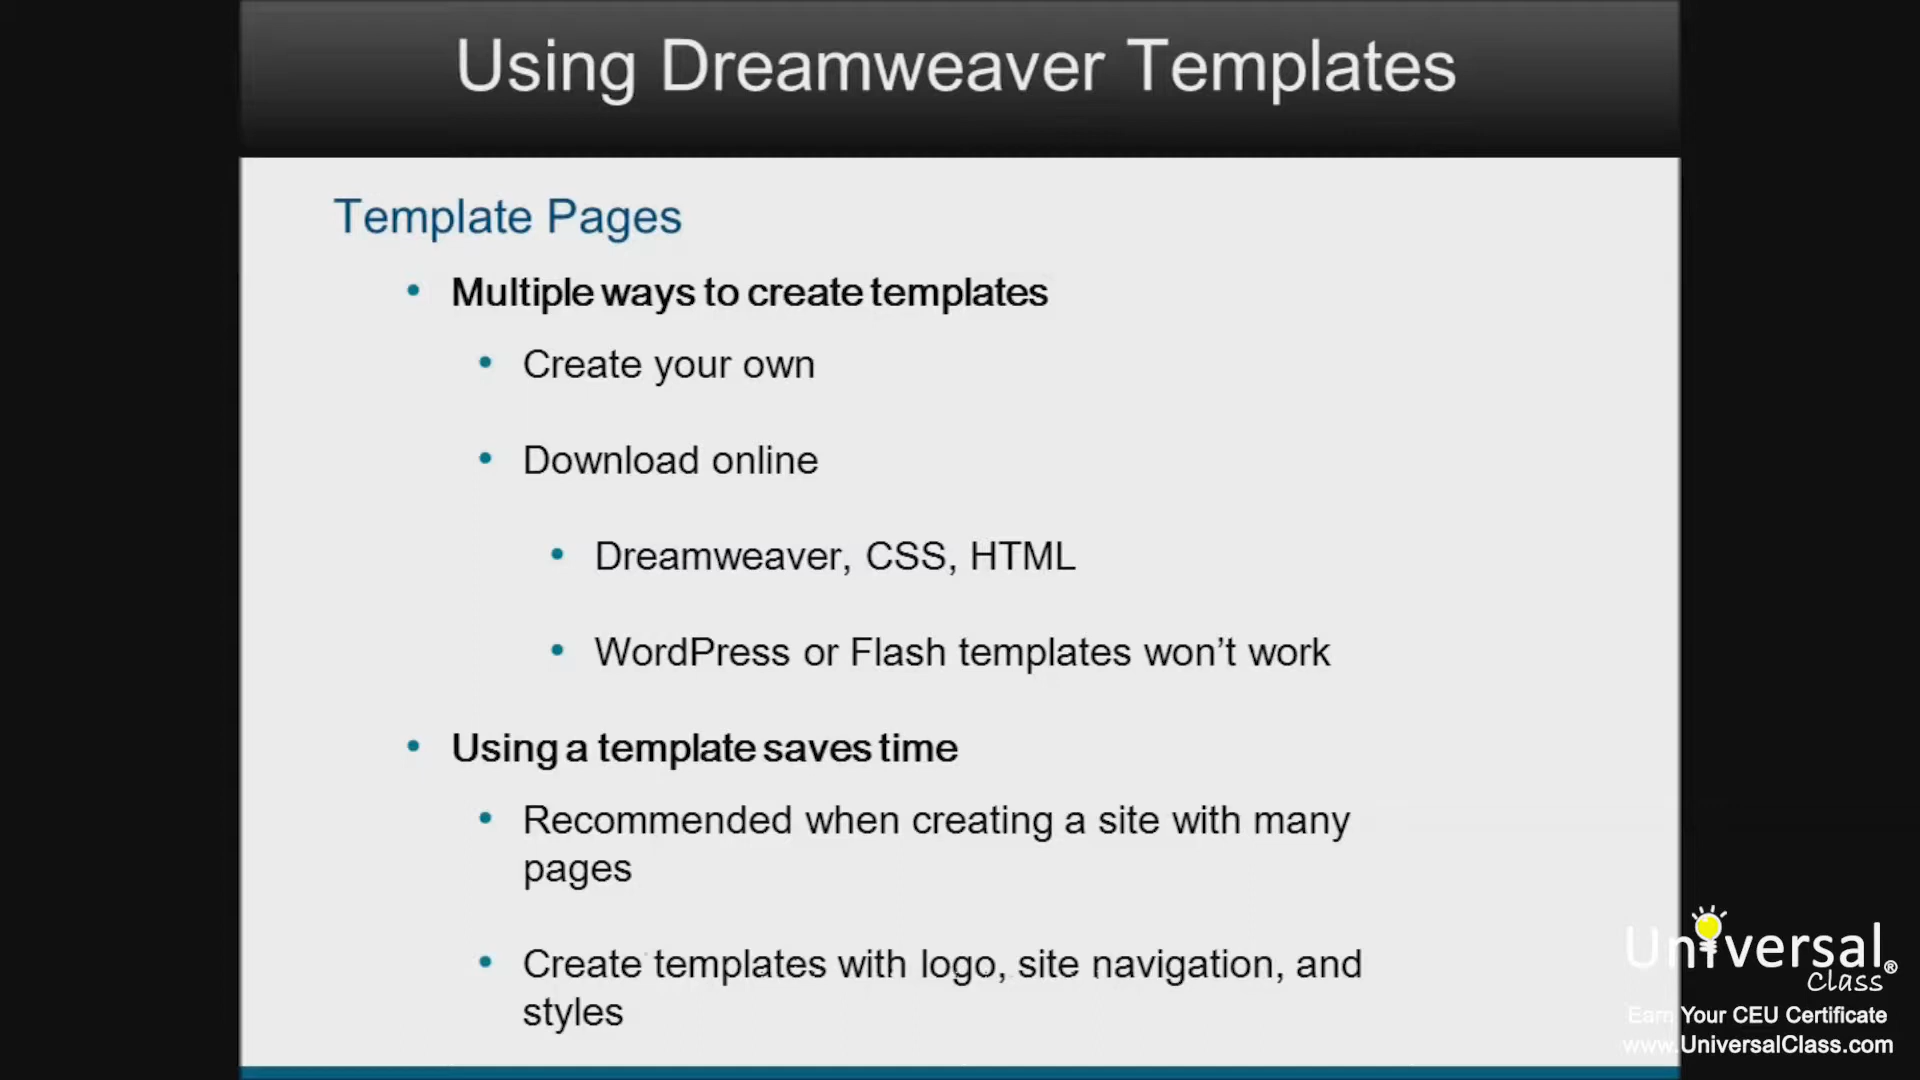 Using Dreamweaver Templates
Template Pages
• Multiple ways to create templates
• Create your own
• Download online
• Dreamweaver, CSS, HTML
• WordPress or Flash templates won't work
• Using a template saves time
• Recommended when creating a site with many
pages
• Create templates with logo, site navigation, and
styles
Universal®
Class
Earn Your CEU Certificate
www.UniversalClass.com